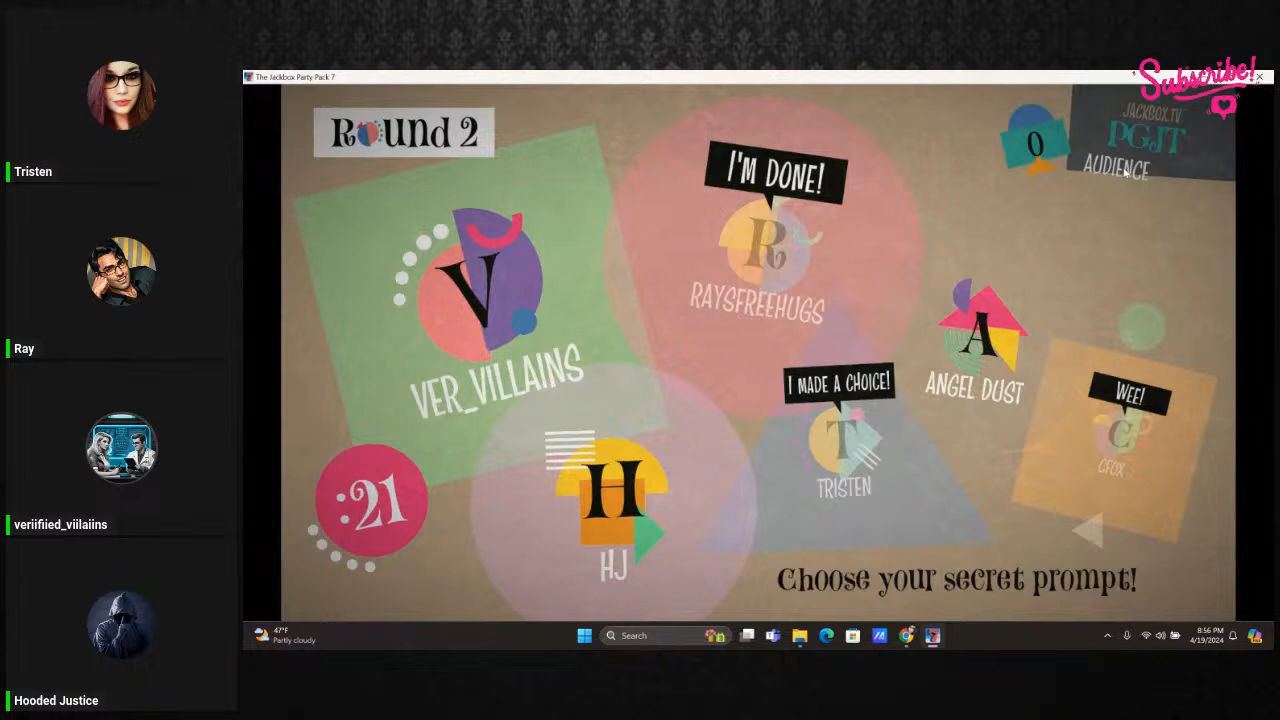 Tristen
Ray
veriifiied_viilaiins
Hooded Justice
The Jackbox Party Pack 7
Subscribe!
Round 2
V
VER_VILLAINS
I'M DONE!
R
RAYSFREEHUGS
0
JACKBOX.TV
PGJT
AUDIENCE
A
ANGEL DUST
I MADE A CHOICE!
T
TRISTEN
WEE!
C
CFOX
:21
H
HJ
Choose your secret prompt!
47°F
Partly cloudy
Search
8:56 PM
4/19/2024